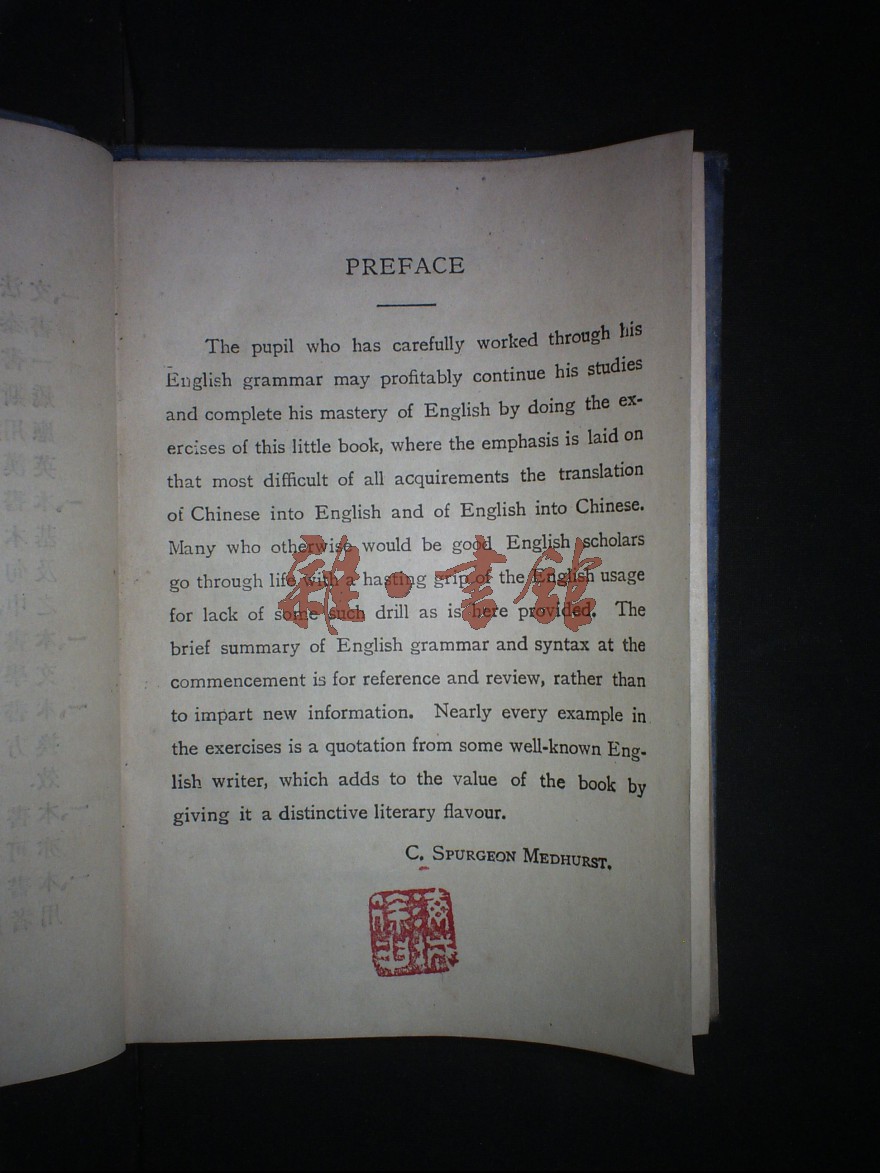 PREFACE
The pupil who has carefully worked through his
English grammar may profitably continue his studies
and complete his mastery of English by doing the ex-
ercises of this little book, where the emphasis is laid on
that most difficult of all acquirements the translation
of Chinese into English and of English into Chinese.
Many who otherwise would be good English scholars
go through life with a hasting grip of the English usage
for lack of some such drill as is here provided. The
brief summary of English grammar and syntax at the
commencement is for reference and review, rather than
to impart new information. Nearly every example in
the exercises is a quotation from some well-known Eng-
lish writer, which adds to the value of the book by
giving it a distinctive literary flavour.
C. SPURGEON MEDHURST.
雜·書館